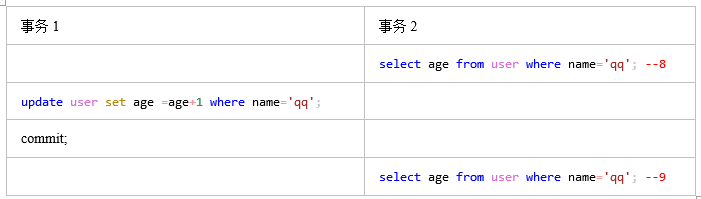 事务 1
事务 2
select age from user where name='qq'; --8
update user set age =age+1 where name='qq';
commit;
select age from user where name='qq'; --9